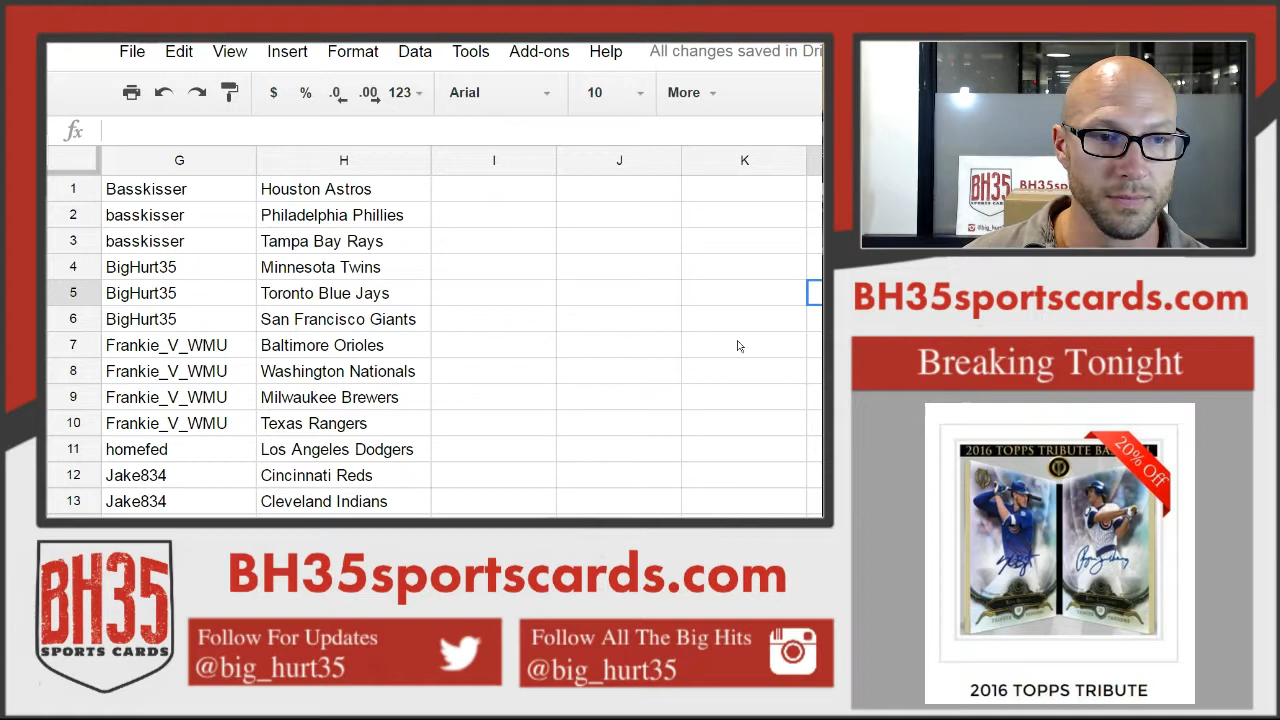 File Edit View Insert Format Data Tools Add-ons Help All changes saved in Dri
$ % .0 .00 123 Arial 10 More
fx
G H I J K
1 Basskisser Houston Astros
2 basskisser Philadelphia Phillies
3 basskisser Tampa Bay Rays
4 BigHurt35 Minnesota Twins
5 BigHurt35 Toronto Blue Jays
6 BigHurt35 San Francisco Giants
7 Frankie_V_WMU Baltimore Orioles
8 Frankie_V_WMU Washington Nationals
9 Frankie_V_WMU Milwaukee Brewers
10 Frankie_V_WMU Texas Rangers
11 homefed Los Angeles Dodgers
12 Jake834 Cincinnati Reds
13 Jake834 Cleveland Indians
BH35
SPORTS CARDS
@big_hurt35
BH35sportscards.com
Breaking Tonight
2016 TOPPS TRIBUTE BASEBALL
20% Off
2016 TOPPS TRIBUTE
BH35
SPORTS CARDS
BH35sportscards.com
Follow For Updates
@big_hurt35
Follow All The Big Hits
@big_hurt35